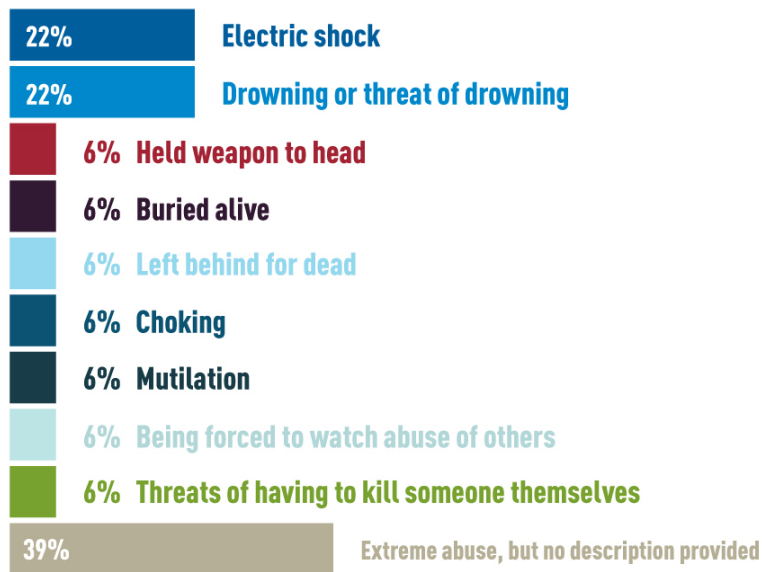 22% Electric shock
22% Drowning or threat of drowning
6% Held weapon to head
6% Buried alive
6% Left behind for dead
6% Choking
6% Mutilation
6% Being forced to watch abuse of others
6% Threats of having to kill someone themselves
39% Extreme abuse, but no description provided